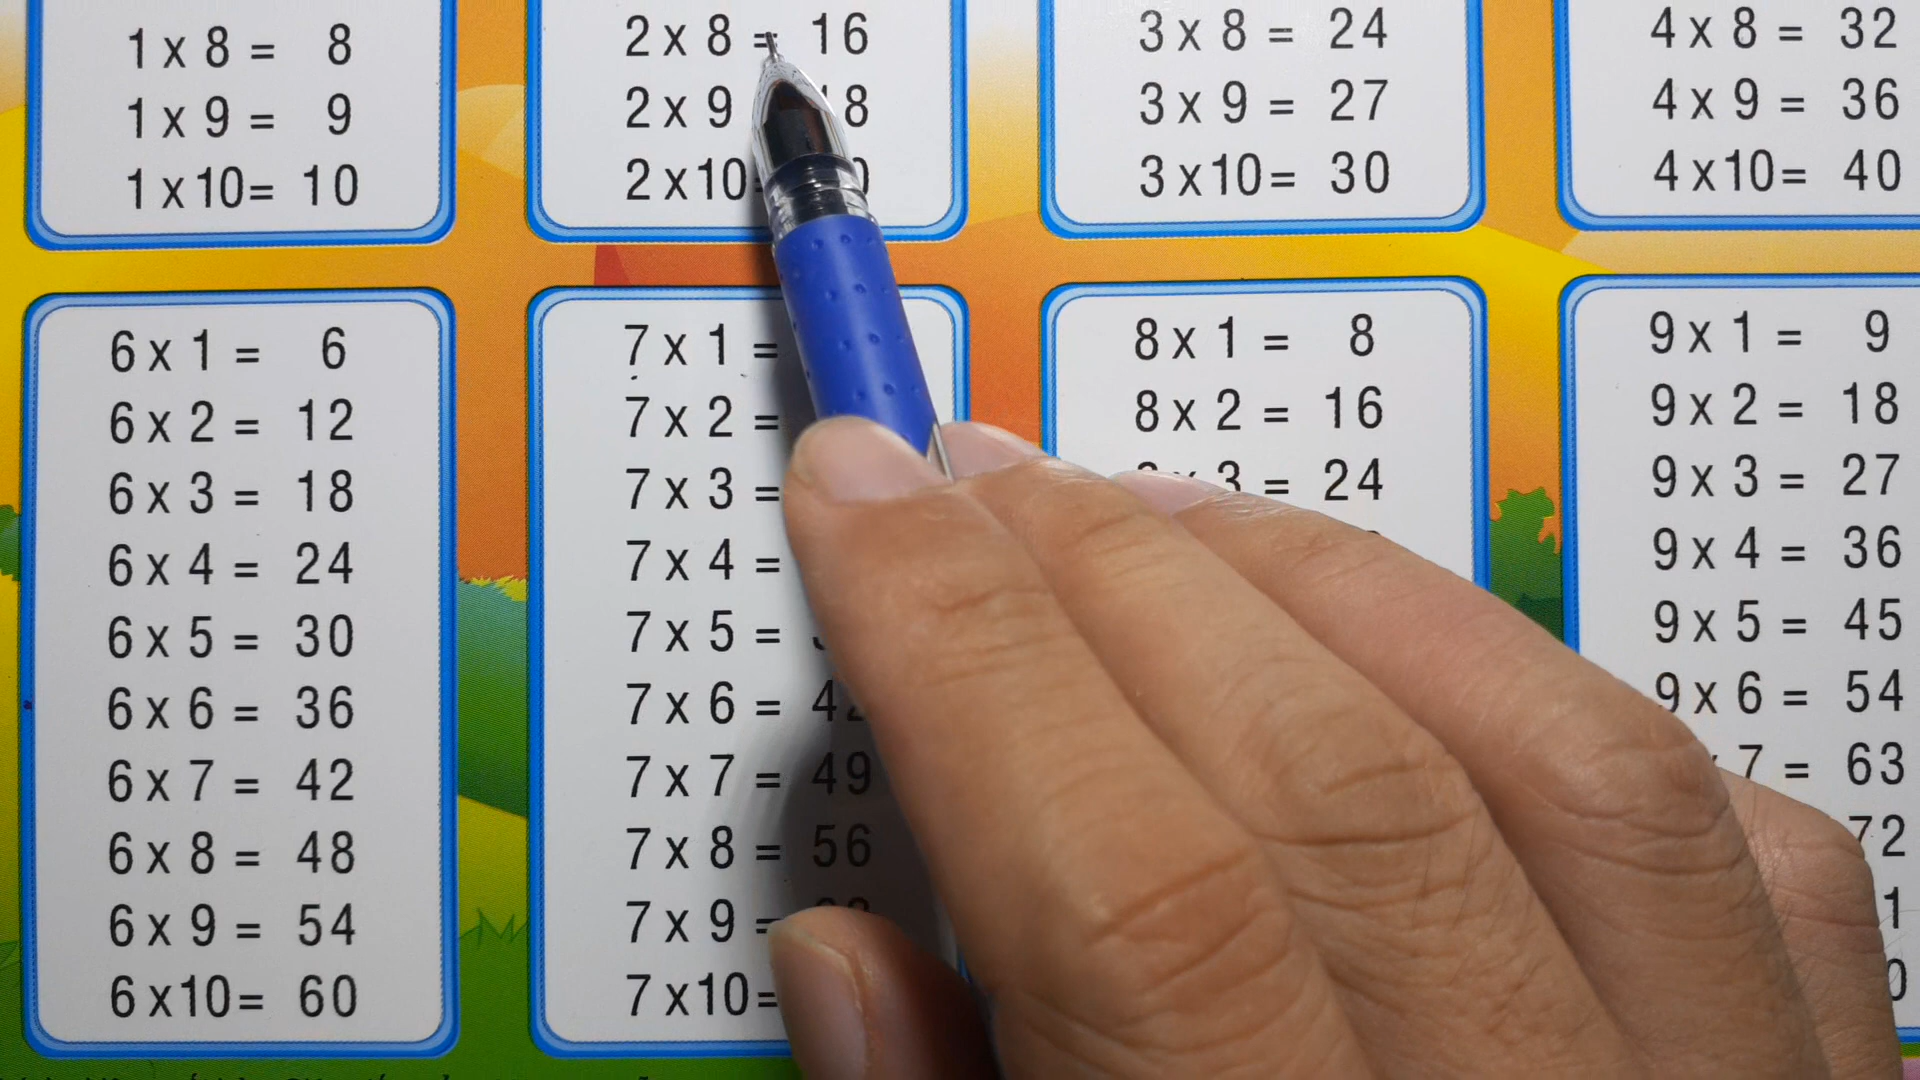 1 x 8 = 8
1 x 9 = 9
1 x 10 = 10
2 x 8 = 16
2 x 9 18
2 x 10
3 x 8 = 24
3 x 9 = 27
3 x 10 = 30
4 x 8 = 32
4 x 9 = 36
4 x 10 = 40
6 x 1 = 6
6 x 2 = 12
6 x 3 = 18
6 x 4 = 24
6 x 5 = 30
6 x 6 = 36
6 x 7 = 42
6 x 8 = 48
6 x 9 = 54
6 x 10 = 60
7 x 1 =
7 x 2 =
7 x 3 =
7 x 4 =
7 x 5 =
7 x 6 = 42
7 x 7 = 49
7 x 8 = 56
7 x 9 =
7 x 10 =
8 x 1 = 8
8 x 2 = 16
3 = 24
9 x 1 = 9
9 x 2 = 18
9 x 3 = 27
9 x 4 = 36
9 x 5 = 45
9 x 6 = 54
7 = 63
72
1
0